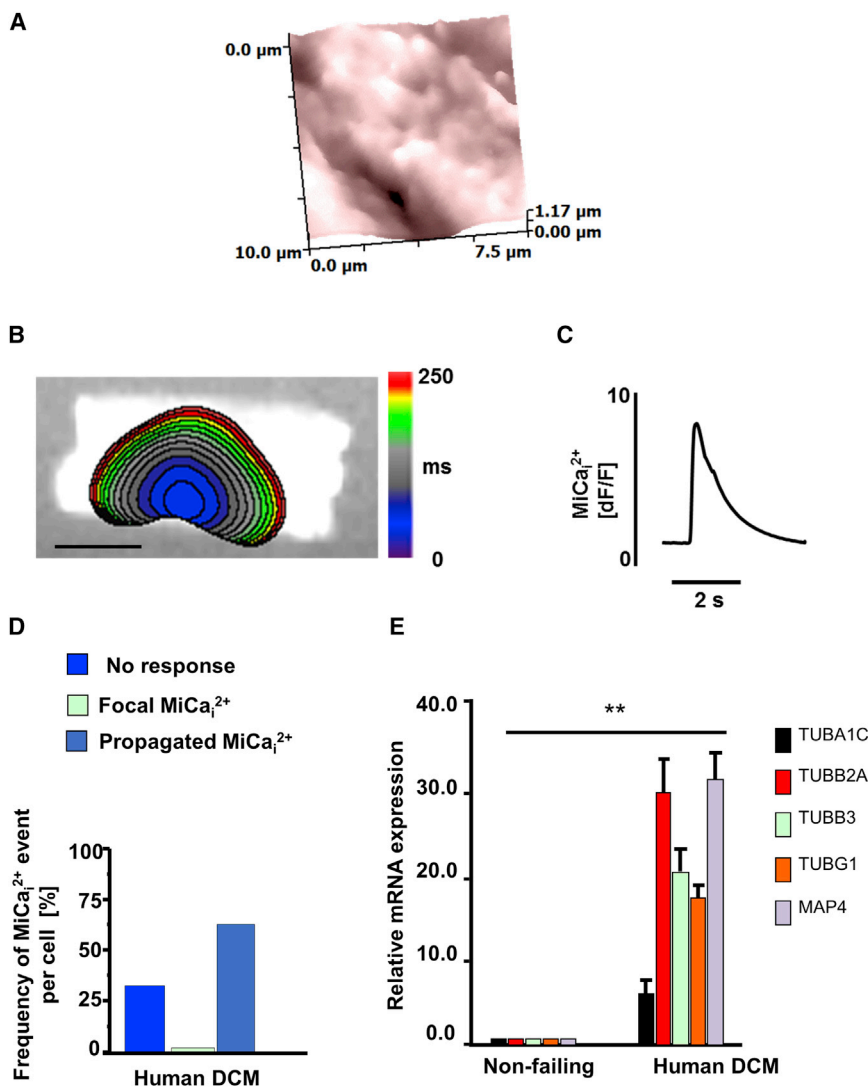 A
0.0 µm
1.17 µm
0.00 µm
10.0 µm
0.0 µm
7.5 µm
B
250
ms
0
C
10
MiCaᵢ²⁺
[dF/F]
0
2 s
D
No response
Focal MiCaᵢ²⁺
Propagated MiCaᵢ²⁺
Frequency of MiCaᵢ²⁺ event
per cell [%]
100
75
50
25
0
Human DCM
E
Relative mRNA expression
40.0
30.0
20.0
10.0
0.0
**
Non-failing
Human DCM
TUBA1C
TUBB2A
TUBB3
TUBG1
MAP4